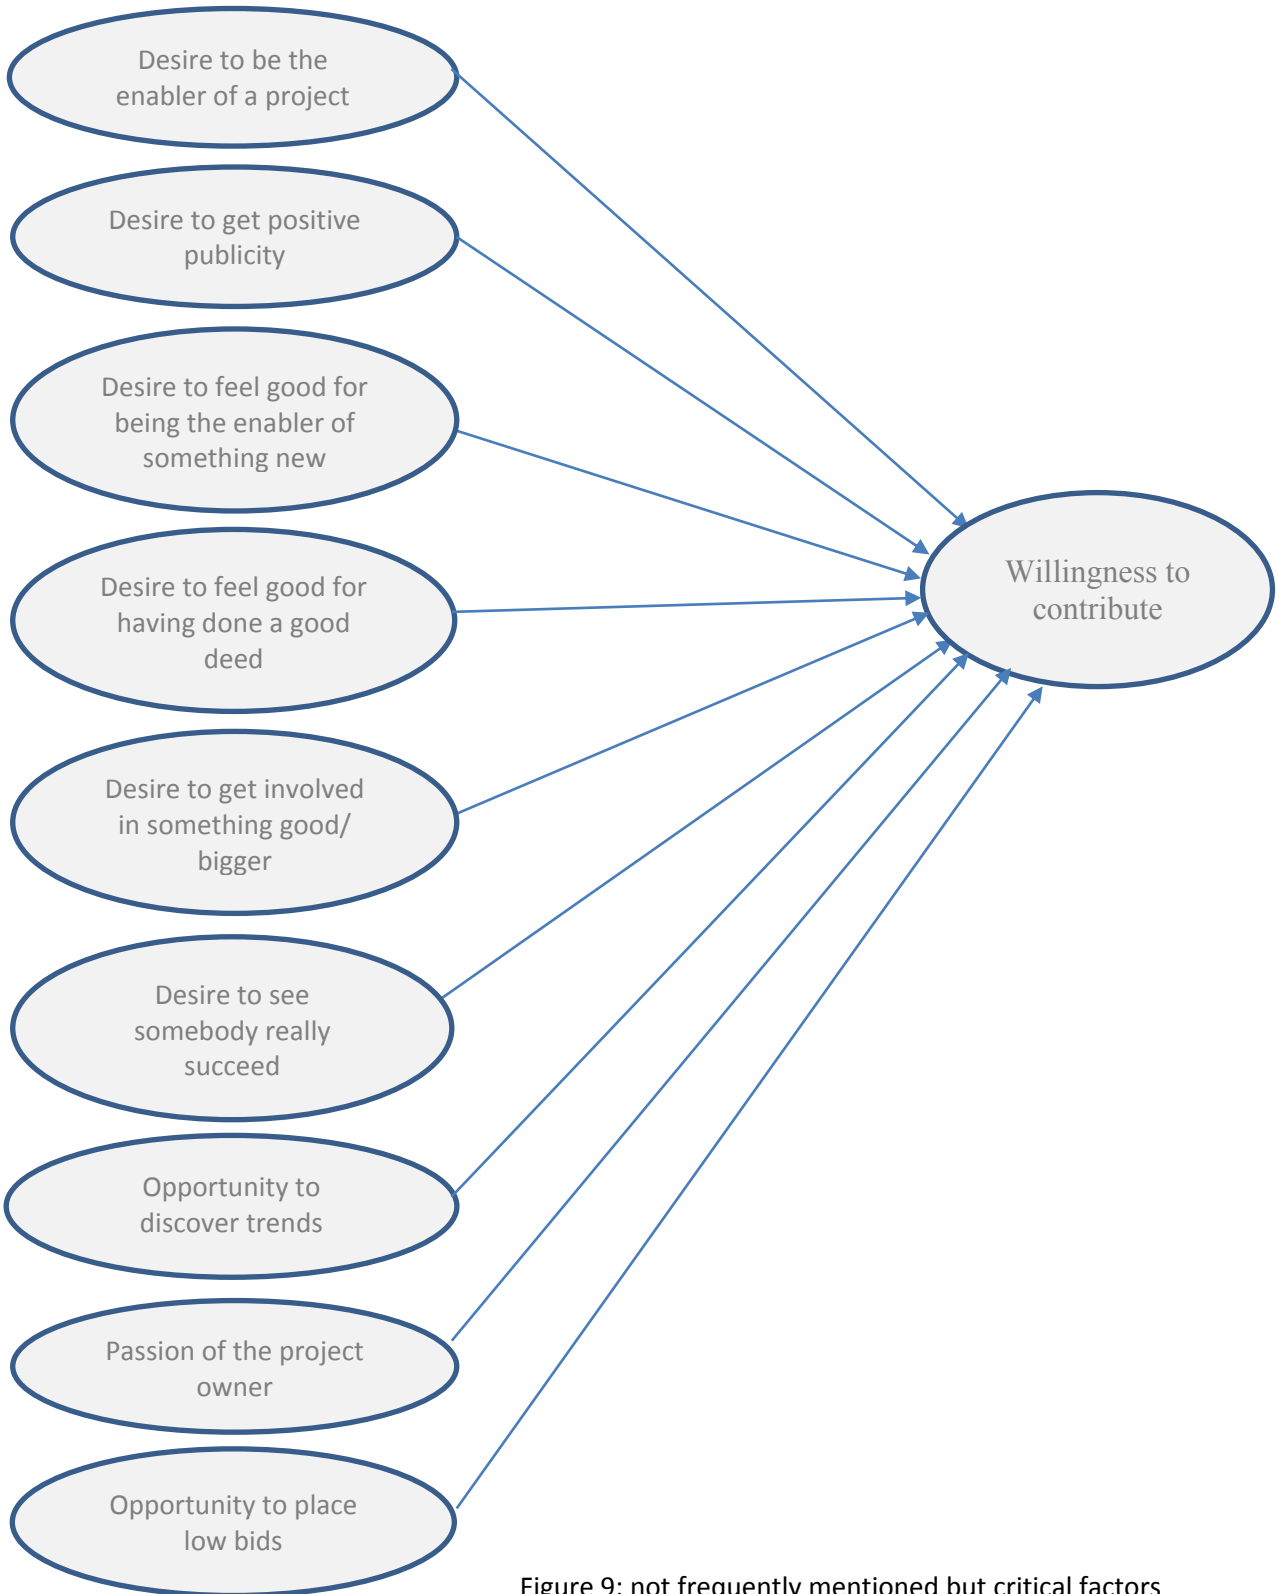 Desire to be the
enabler of a project
Desire to get positive
publicity
Desire to feel good for
being the enabler of
something new
Desire to feel good for
having done a good
deed
Desire to get involved
in something good/
bigger
Desire to see
somebody really
succeed
Opportunity to
discover trends
Passion of the project
owner
Opportunity to place
low bids
Willingness to
contribute
Figure 9: not frequently mentioned but critical factors